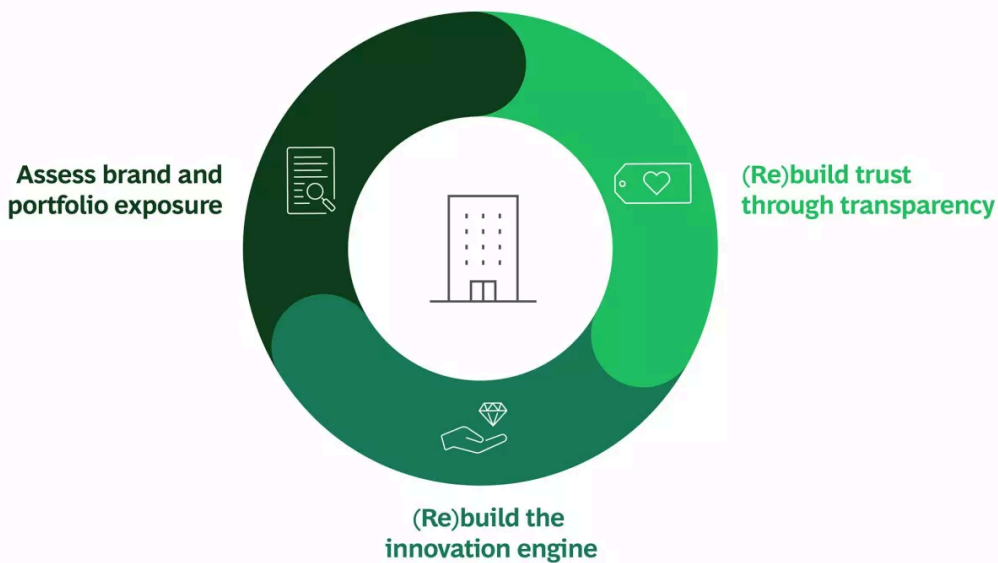 Assess brand and
portfolio exposure
(Re)build trust
through transparency
(Re)build the
innovation engine